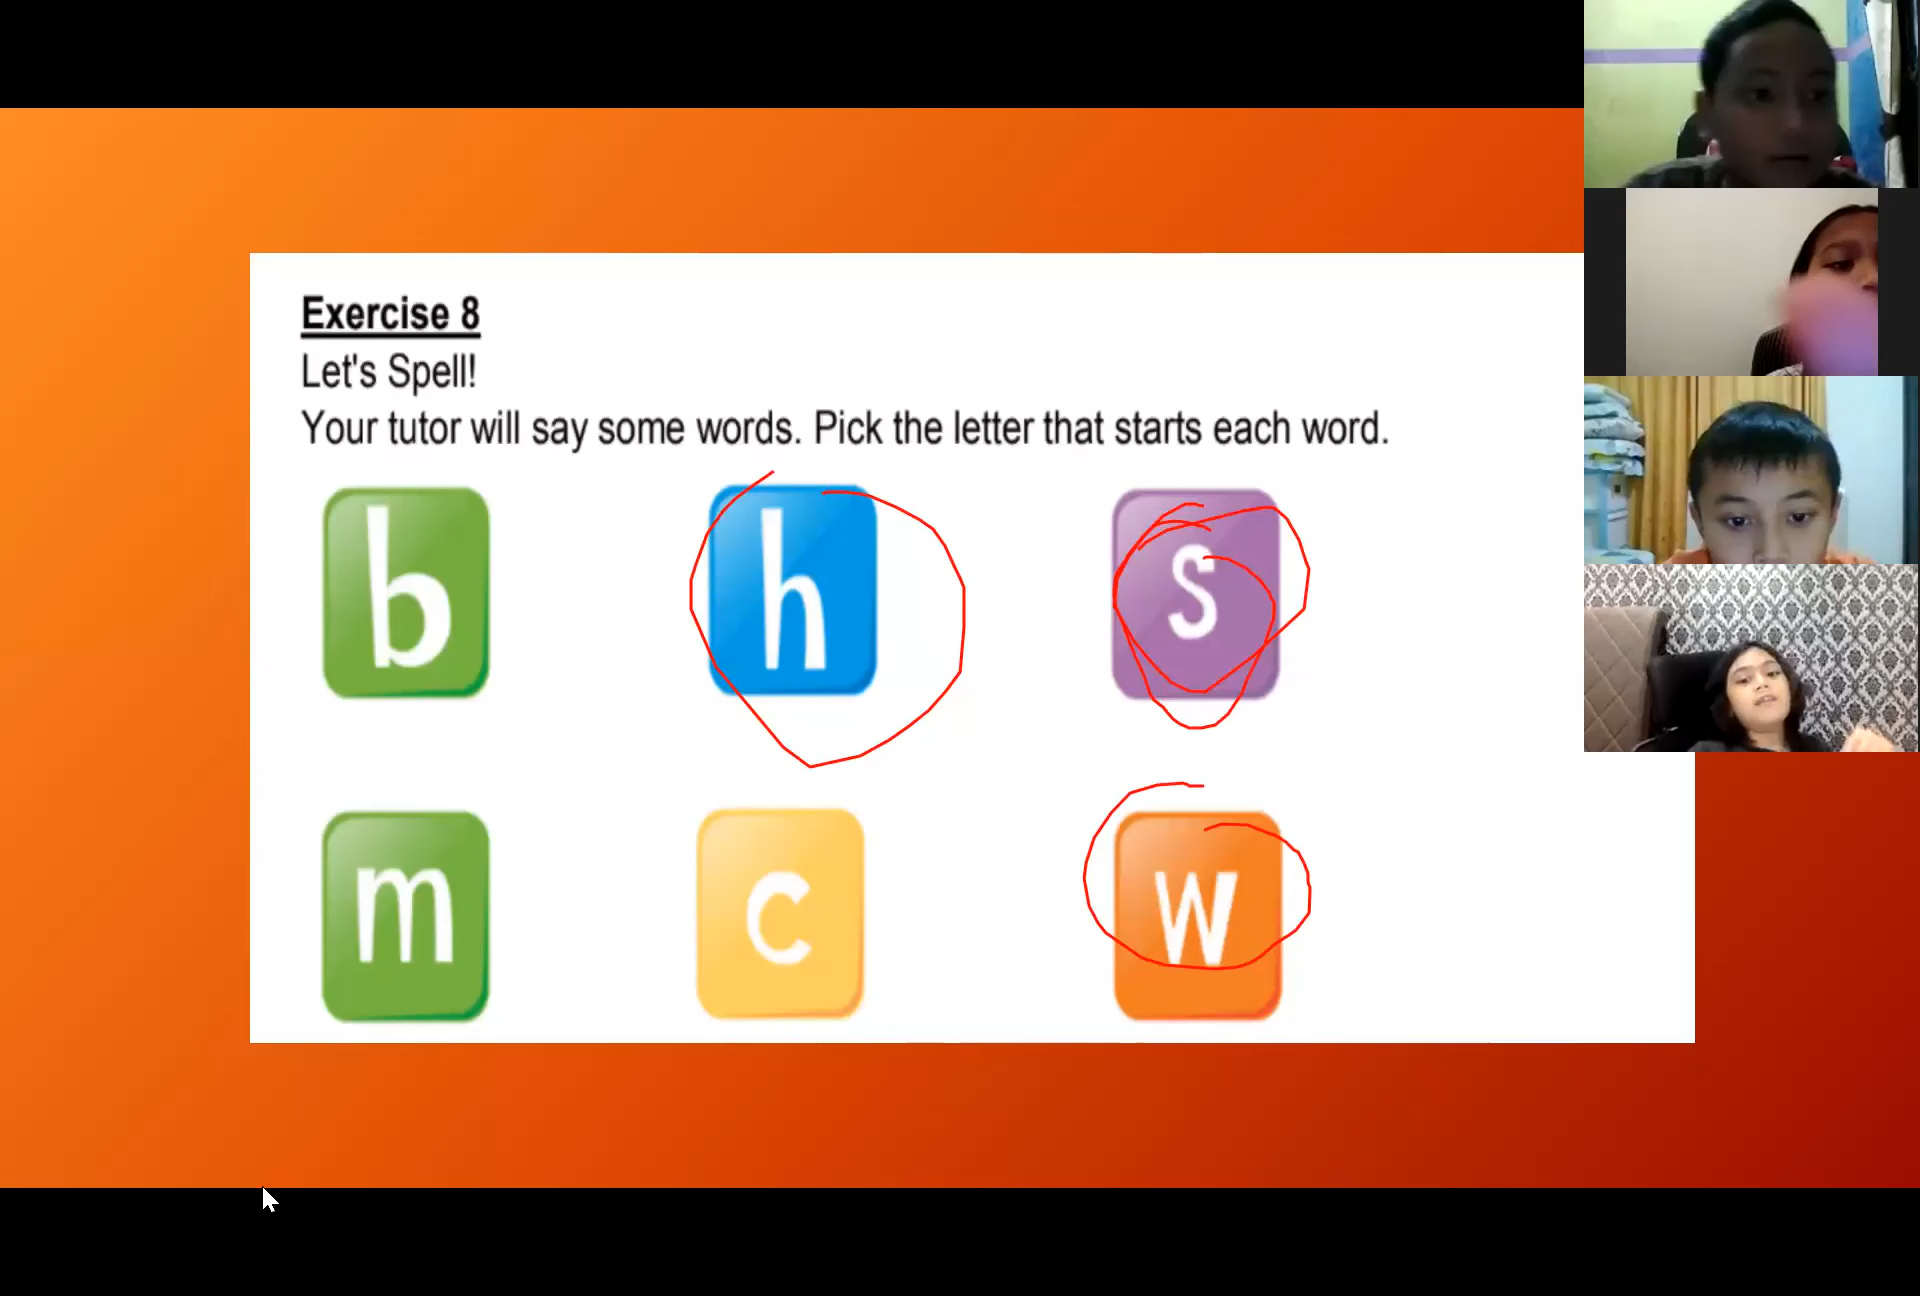 Exercise 8
Let's Spell!
Your tutor will say some words. Pick the letter that starts each word.
b h s
m c w